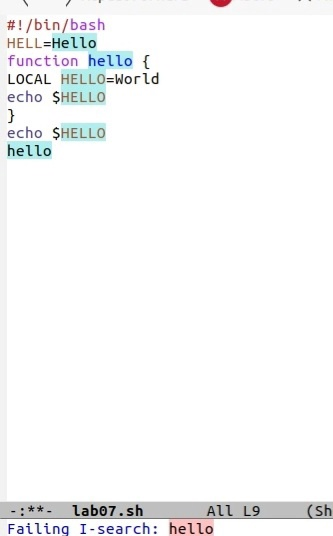 #!/bin/bash
HELL=Hello
function hello {
LOCAL HELLO=World
echo $HELLO
}
echo $HELLO
hello
-:**-  lab07.sh       All L9     (Sh
Failing I-search: hello